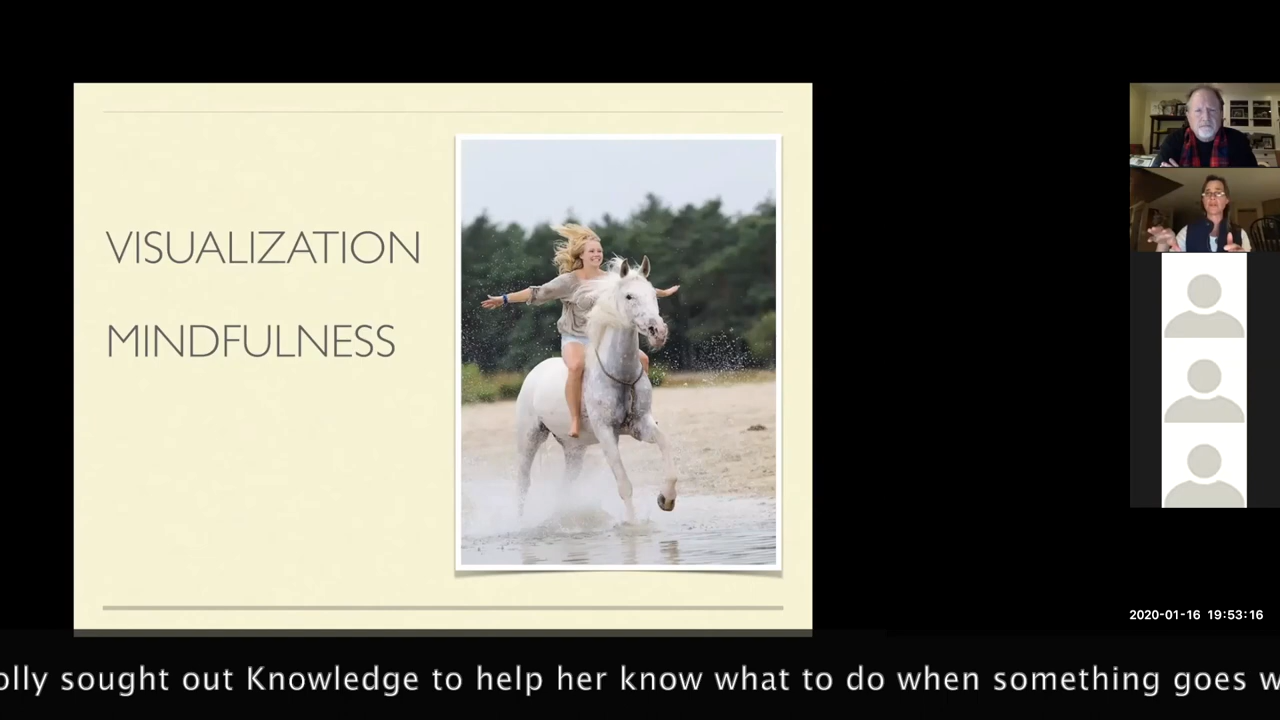 VISUALIZATION
MINDFULNESS
2020-01-16 19:53:16
olly sought out Knowledge to help her know what to do when something goes w